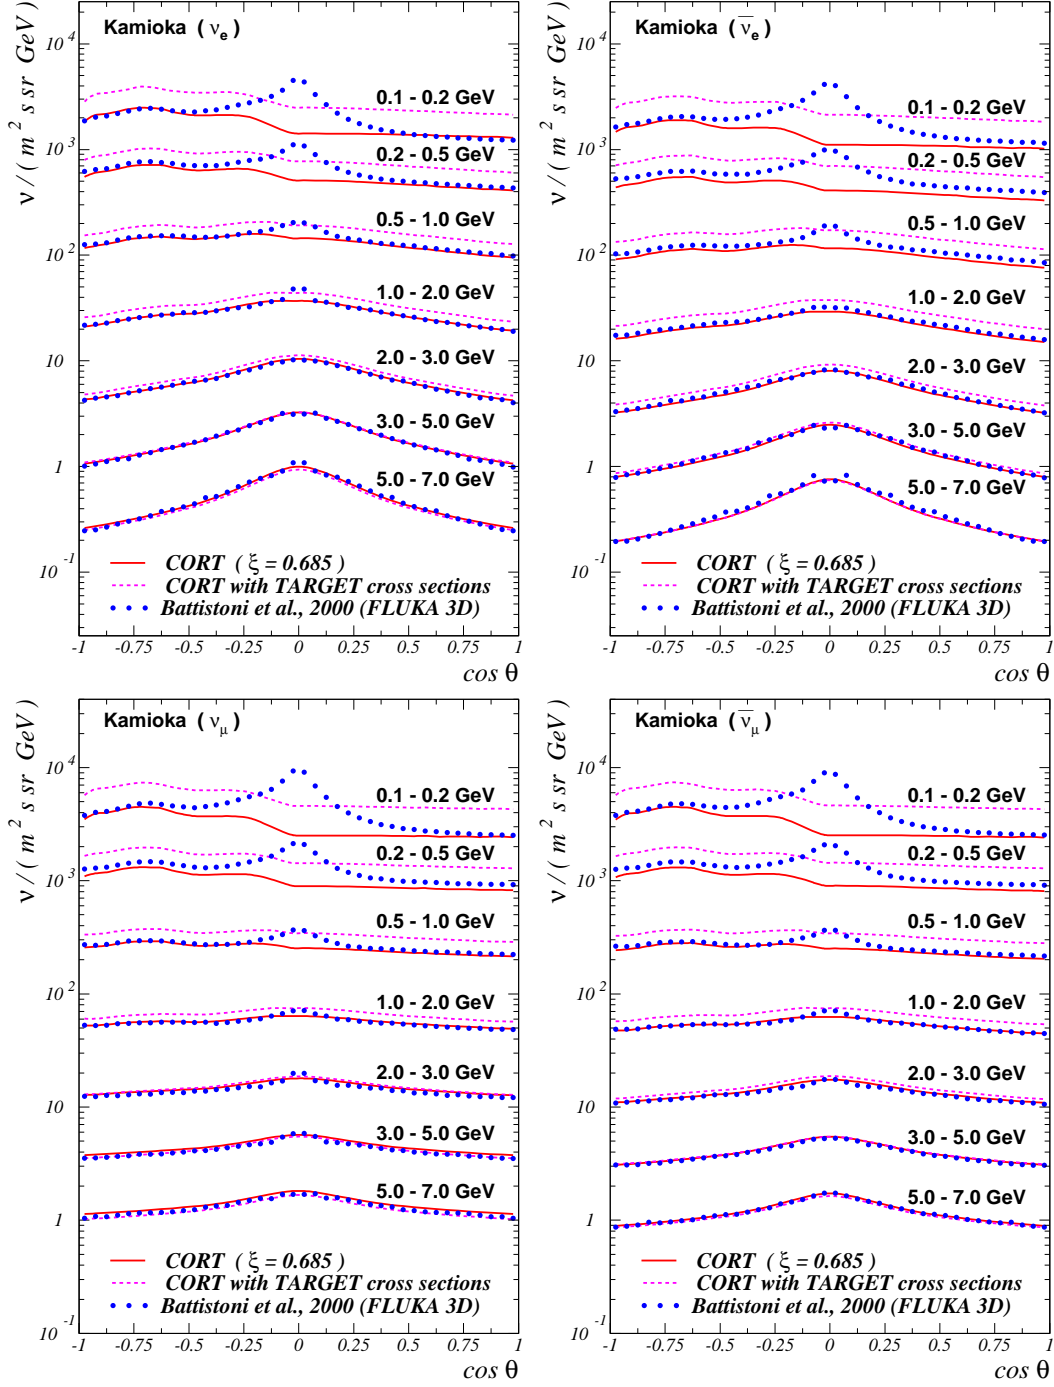 Kamioka ( ν_e )
ν / ( m² s sr GeV )
10⁴
10³
10²
10
1
10⁻¹
0.1 - 0.2 GeV
0.2 - 0.5 GeV
0.5 - 1.0 GeV
1.0 - 2.0 GeV
2.0 - 3.0 GeV
3.0 - 5.0 GeV
5.0 - 7.0 GeV
CORT ( ξ = 0.685 )
CORT with TARGET cross sections
Battistoni et al., 2000 (FLUKA 3D)
-1 -0.75 -0.5 -0.25 0 0.25 0.5 0.75 1
cos θ
Kamioka ( ν̅_e )
ν / ( m² s sr GeV )
10⁴
10³
10²
10
1
10⁻¹
0.1 - 0.2 GeV
0.2 - 0.5 GeV
0.5 - 1.0 GeV
1.0 - 2.0 GeV
2.0 - 3.0 GeV
3.0 - 5.0 GeV
5.0 - 7.0 GeV
CORT ( ξ = 0.685 )
CORT with TARGET cross sections
Battistoni et al., 2000 (FLUKA 3D)
-1 -0.75 -0.5 -0.25 0 0.25 0.5 0.75 1
cos θ
Kamioka ( ν_μ )
ν / ( m² s sr GeV )
10⁴
10³
10²
10
1
10⁻¹
0.1 - 0.2 GeV
0.2 - 0.5 GeV
0.5 - 1.0 GeV
1.0 - 2.0 GeV
2.0 - 3.0 GeV
3.0 - 5.0 GeV
5.0 - 7.0 GeV
CORT ( ξ = 0.685 )
CORT with TARGET cross sections
Battistoni et al., 2000 (FLUKA 3D)
-1 -0.75 -0.5 -0.25 0 0.25 0.5 0.75 1
cos θ
Kamioka ( ν̅_μ )
ν / ( m² s sr GeV )
10⁴
10³
10²
10
1
10⁻¹
0.1 - 0.2 GeV
0.2 - 0.5 GeV
0.5 - 1.0 GeV
1.0 - 2.0 GeV
2.0 - 3.0 GeV
3.0 - 5.0 GeV
5.0 - 7.0 GeV
CORT ( ξ = 0.685 )
CORT with TARGET cross sections
Battistoni et al., 2000 (FLUKA 3D)
-1 -0.75 -0.5 -0.25 0 0.25 0.5 0.75 1
cos θ